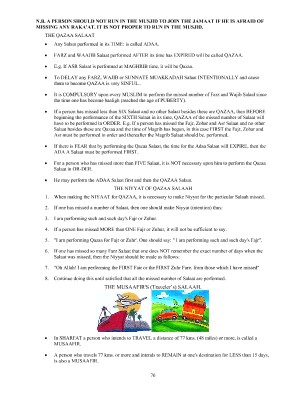 N.B. A PERSON SHOULD NOT RUN IN THE MUSJID TO JOIN THE JAMAAT IF HE IS AFRAID OF
MISSING ANY RAK'AT. IT IS NOT PROPER TO RUN IN THE MUSJID.
THE QAZAA SALAAT
• Any Salaat performed in its TIME\ is called ADAA.
• FARZ and WAAJIB Salaat performed AFTER its time has EXPIRED will be called QAZAA.
• E.g. If ASR Salaat is performed at MAGHRIB time, it will be Qazaa.
• To DELAY any FARZ, WAJIB or SUNNATE MUAKKADAH Salaat INTENTIONALLY and cause
them to become QAZAA is very SINFUL.
• It is COMPULSORY upon every MUSLIM to perform the missed number of Farz and Wajib Salaat
since the time one has become baaligh (reached the age of PUBERTY).
• If a person has missed less than SIX Salaat and no other Salaat besides these are QAZAA, then BEFORE
beginning the performance of the SIXTH Salaat in its time, QAZAA of the missed number of Salaat will
have to be performed in ORDER. E.g. If a person has missed the Fajr, Zohar and Asr Salaat and no other
Salaat besides these are Qazaa and the time of Magrib has begun, in this case FIRST the Fajr, Zohar and
Asr must be performed in order and thereafter the Magrib Salaat should be, performed.
• If there is FEAR that by performing the Qazaa Salaat, the time for the Adaa Salaat will EXPIRE, then the
ADA A Salaat must be performed FIRST.
• For a person who has missed more than FIVE Salaat, it is NOT necessary upon him to perform the Qazaa
Salaat in OR-DER.
• He may perform the ADAA Salaat first and then the QAZAA Salaat.
THE NIYYAT OF QAZAA SALAAH
1. When making the NIYYAT for QAZAA, it is necessary to make Niyyat for the particular Salaah missed.
2. If one has missed a number of Salaat, then one should make Nuyyat (intention) thus:
3. I am performing such and such day's Fajr or Zuhar.
4. If a person has missed MORE than ONE Fajr or Zuhar, it will not be sufficient to say.
5. "I am performing Qazaa for Fajr or Zuhr'. One should say: "I am performing such and such day's Fajr".
6. If one has missed so many Farz Salaat that one does NOT remember the exact number of days when the
Salaat was missed, then the Niyyat should be made as follows:
7. "Oh Allah! I am performing the FIRST Fair or the FIRST Zuhr Farz. from those which I have missed"
8. Continue doing this until satisfied that all the missed number of Salaat are performed.
THE MUSAAFIR'S (Traveler's) SALAAH.
• In SHARI'AT a person who intends to TRAVEL a distance of 77 kms. (48 miles) or more, is called a
MUSAAFIR.
• A person who travels 77 kms. or more and intends to REMAIN at one's destination for LESS than 15 days,
is also a MUSAAFIR.
70